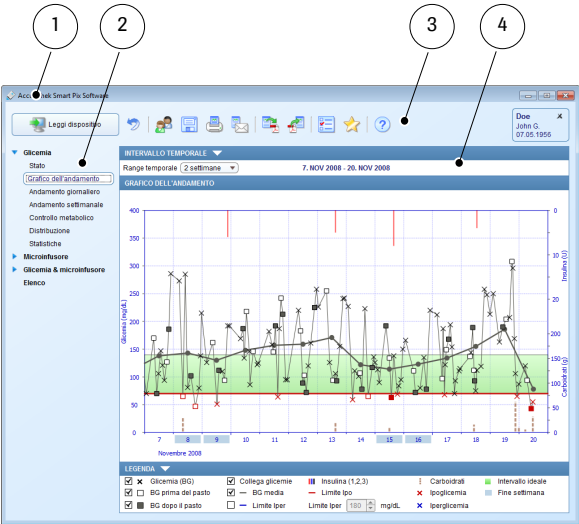 1 2 3 4
Accu-Chek Smart Pix Software
Leggi dispositivo
Doe
John G.
07.05.1956
Glicemia
Stato
Grafico dell'andamento
Andamento giornaliero
Andamento settimanale
Controllo metabolico
Distribuzione
Statistiche
Microinfusore
Glicemia & microinfusore
Elenco
INTERVALLO TEMPORALE
Range temporale 2 settimane 7. NOV 2008 - 20. NOV 2008
GRAFICO DELL'ANDAMENTO
Glicemia (mg/dL)
400
350
300
250
200
150
100
50
0
Insulina (U)
0
10
20
Carboidrati (g)
200
150
100
50
0
7 8 9 10 11 12 13 14 15 16 17 18 19 20
Novembre 2008
LEGENDA
Glicemia (BG) Collega glicemie Insulina (1,2,3) Carboidrati Intervallo ideale
BG prima del pasto BG media Limite Ipo Ipoglicemia Fine settimana
BG dopo il pasto Limite Iper Limite Iper 180 mg/dL Iperglicemia